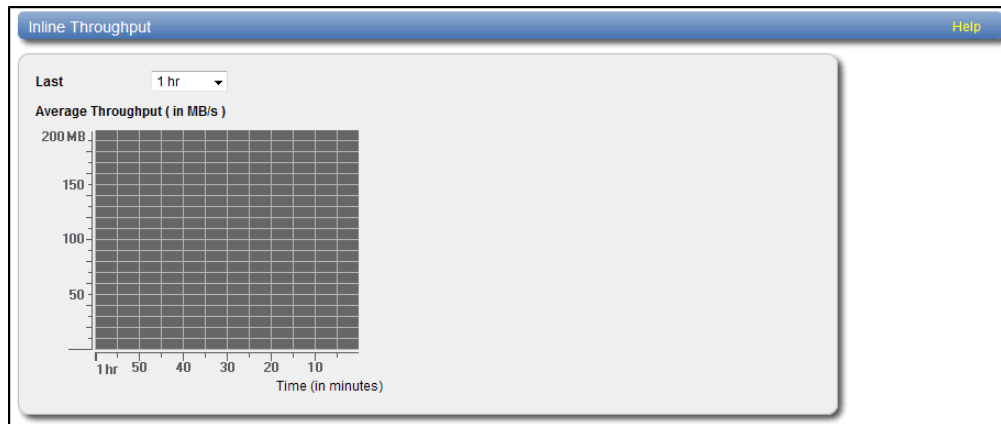 Inline Throughput Help
Last 1 hr
Average Throughput ( in MB/s )
200 MB
150
100
50
1 hr 50 40 30 20 10
Time (in minutes)